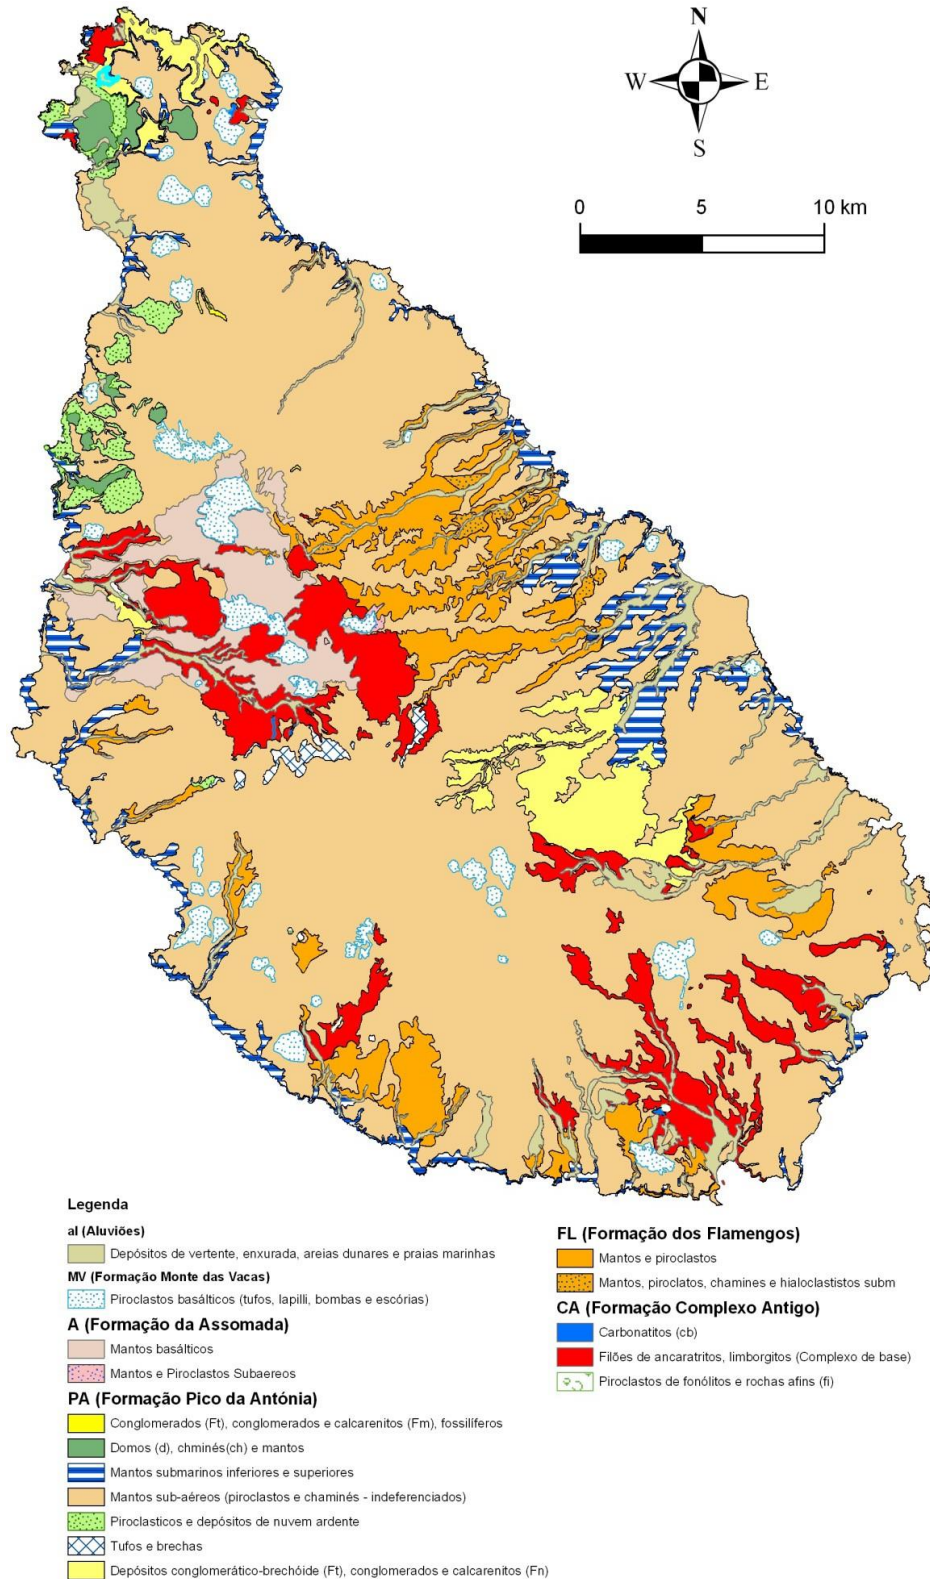 N
W E
S
0 5 10 km
Legenda
al (Aluviões)
Depósitos de vertente, enxurada, areias dunares e praias marinhas
MV (Formação Monte das Vacas)
Piroclastos basálticos (tufos, lapilli, bombas e escórias)
A (Formação da Assomada)
Mantos basálticos
Mantos e Piroclastos Subaereos
PA (Formação Pico da Antónia)
Conglomerados (Ft), conglomerados e calcarenitos (Fm), fossilíferos
Domos (d), chminés(ch) e mantos
Mantos submarinos inferiores e superiores
Mantos sub-aéreos (piroclastos e chaminés - indeferenciados)
Piroclasticos e depósitos de nuvem ardente
Tufos e brechas
Depósitos conglomerático-brechóide (Ft), conglomerados e calcarenitos (Fn)
FL (Formação dos Flamengos)
Mantos e piroclastos
Mantos, piroclatos, chamines e hialoclastistos subm
CA (Formação Complexo Antigo)
Carbonatitos (cb)
Filões de ancaratritos, limborgitos (Complexo de base)
Piroclastos de fonólitos e rochas afins (fi)